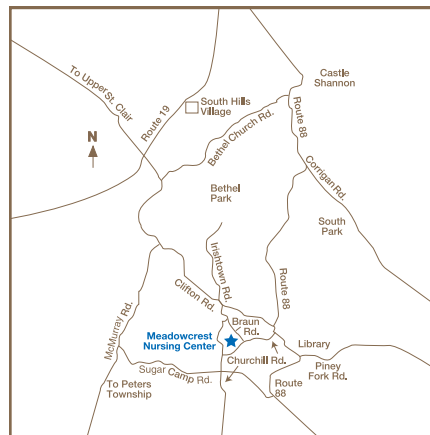 To Upper
St. Clair
Route 19
South Hills
Village
Castle
Shannon
Route 88
Bethel Church Rd.
N
Corrigan Rd.
Bethel
Park
South
Park
Irishtown Rd.
Route 88
Clifton Rd.
McMurray Rd.
Braun
Rd.
Meadowcrest
Nursing Center
Library
Churchill Rd.
Piney
Fork Rd.
Sugar Camp Rd.
To Peters
Township
Route
88